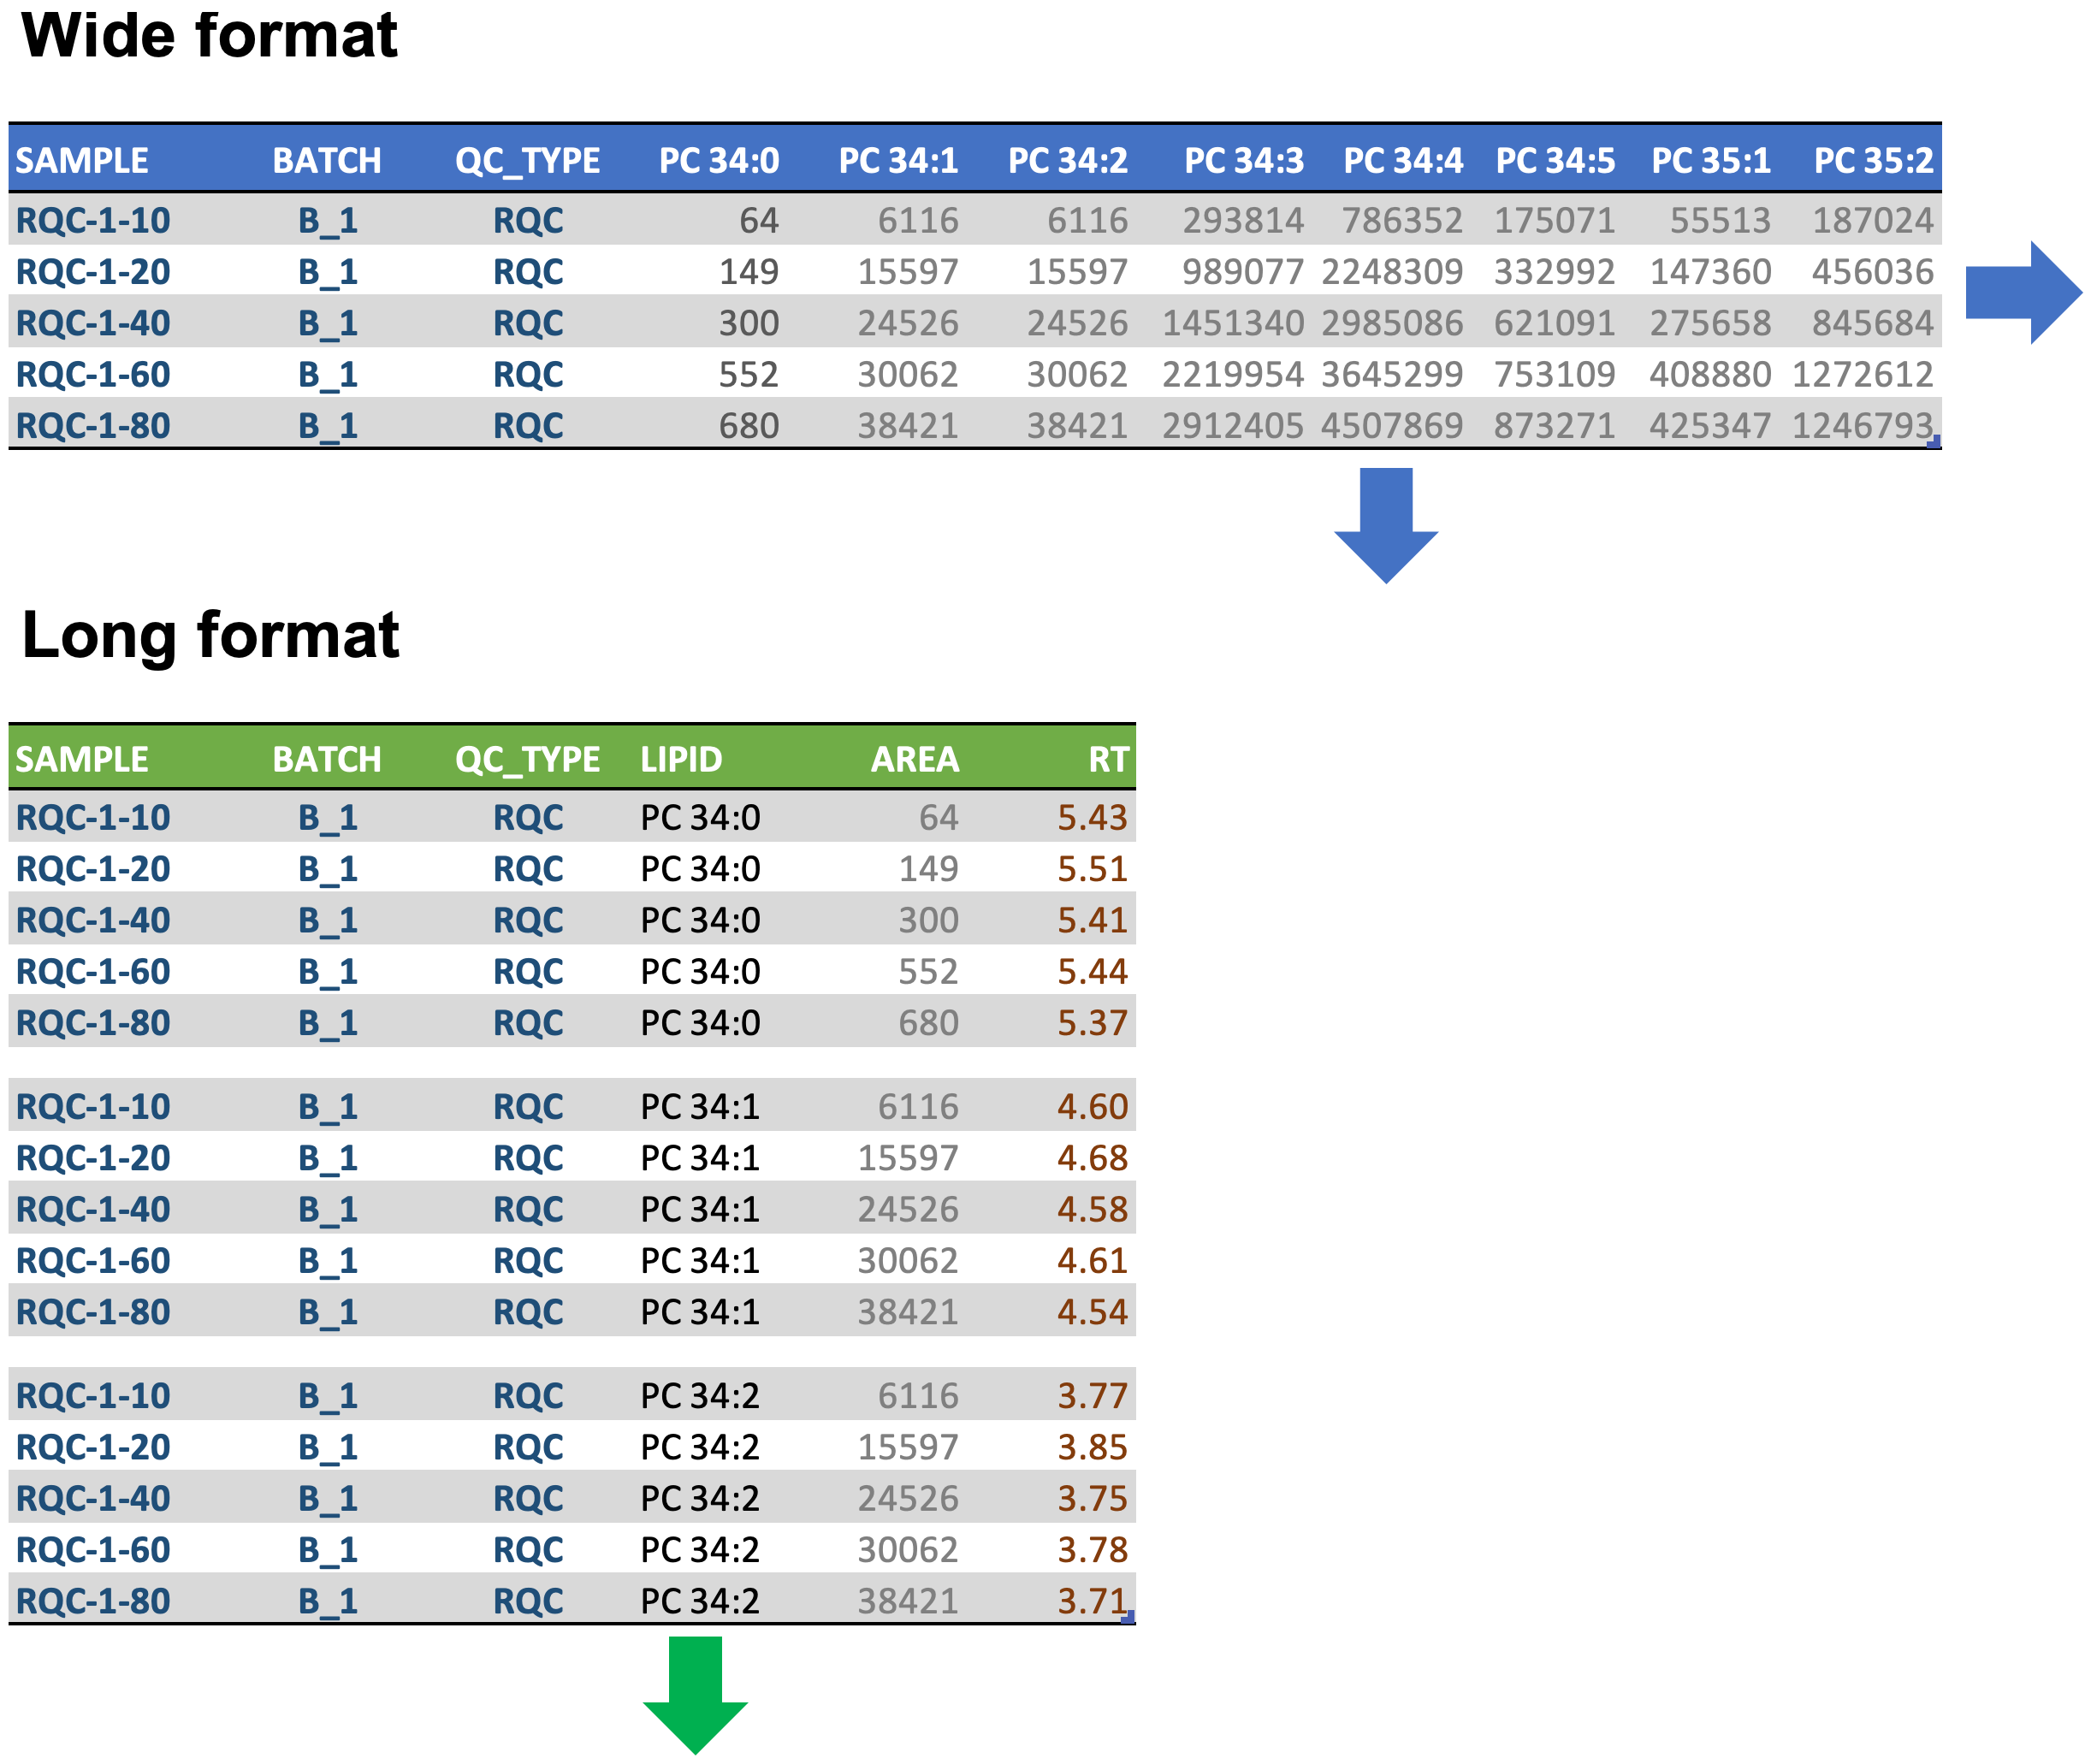 Wide format
SAMPLE BATCH QC_TYPE PC 34:0 PC 34:1 PC 34:2 PC 34:3 PC 34:4 PC 34:5 PC 35:1 PC 35:2
RQC-1-10 B_1 RQC 64 6116 6116 293814 786352 175071 55513 187024
RQC-1-20 B_1 RQC 149 15597 15597 989077 2248309 332992 147360 456036
RQC-1-40 B_1 RQC 300 24526 24526 1451340 2985086 621091 275658 845684
RQC-1-60 B_1 RQC 552 30062 30062 2219954 3645299 753109 408880 1272612
RQC-1-80 B_1 RQC 680 38421 38421 2912405 4507869 873271 425347 1246793
Long format
SAMPLE BATCH QC_TYPE LIPID AREA RT
RQC-1-10 B_1 RQC PC 34:0 64 5.43
RQC-1-20 B_1 RQC PC 34:0 149 5.51
RQC-1-40 B_1 RQC PC 34:0 300 5.41
RQC-1-60 B_1 RQC PC 34:0 552 5.44
RQC-1-80 B_1 RQC PC 34:0 680 5.37
RQC-1-10 B_1 RQC PC 34:1 6116 4.60
RQC-1-20 B_1 RQC PC 34:1 15597 4.68
RQC-1-40 B_1 RQC PC 34:1 24526 4.58
RQC-1-60 B_1 RQC PC 34:1 30062 4.61
RQC-1-80 B_1 RQC PC 34:1 38421 4.54
RQC-1-10 B_1 RQC PC 34:2 6116 3.77
RQC-1-20 B_1 RQC PC 34:2 15597 3.85
RQC-1-40 B_1 RQC PC 34:2 24526 3.75
RQC-1-60 B_1 RQC PC 34:2 30062 3.78
RQC-1-80 B_1 RQC PC 34:2 38421 3.71